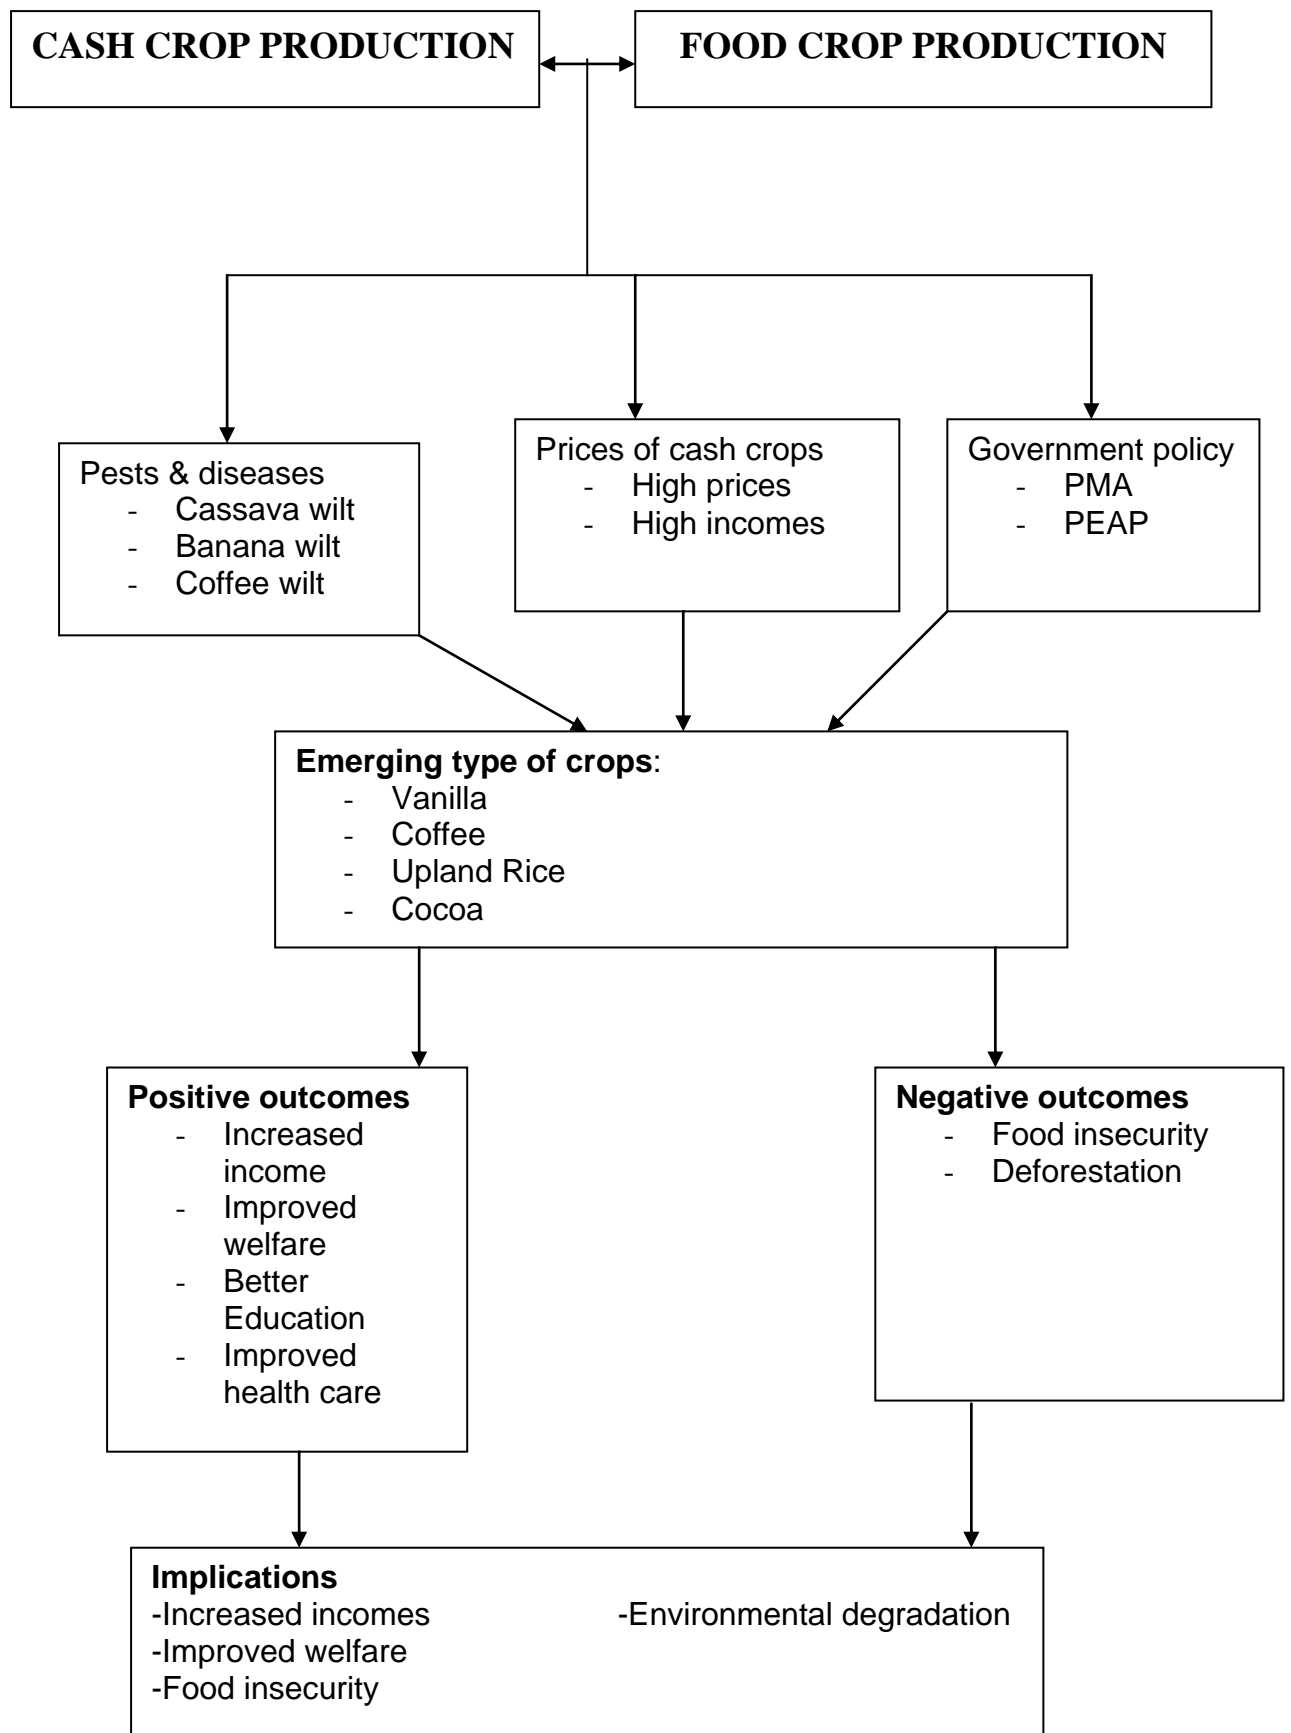 CASH CROP PRODUCTION
FOOD CROP PRODUCTION
Pests & diseases
- Cassava wilt
- Banana wilt
- Coffee wilt
Prices of cash crops
- High prices
- High incomes
Government policy
- PMA
- PEAP
Emerging type of crops:
- Vanilla
- Coffee
- Upland Rice
- Cocoa
Positive outcomes
- Increased
income
- Improved
welfare
- Better
Education
- Improved
health care
Negative outcomes
- Food insecurity
- Deforestation
Implications
-Increased incomes -Environmental degradation
-Improved welfare
-Food insecurity